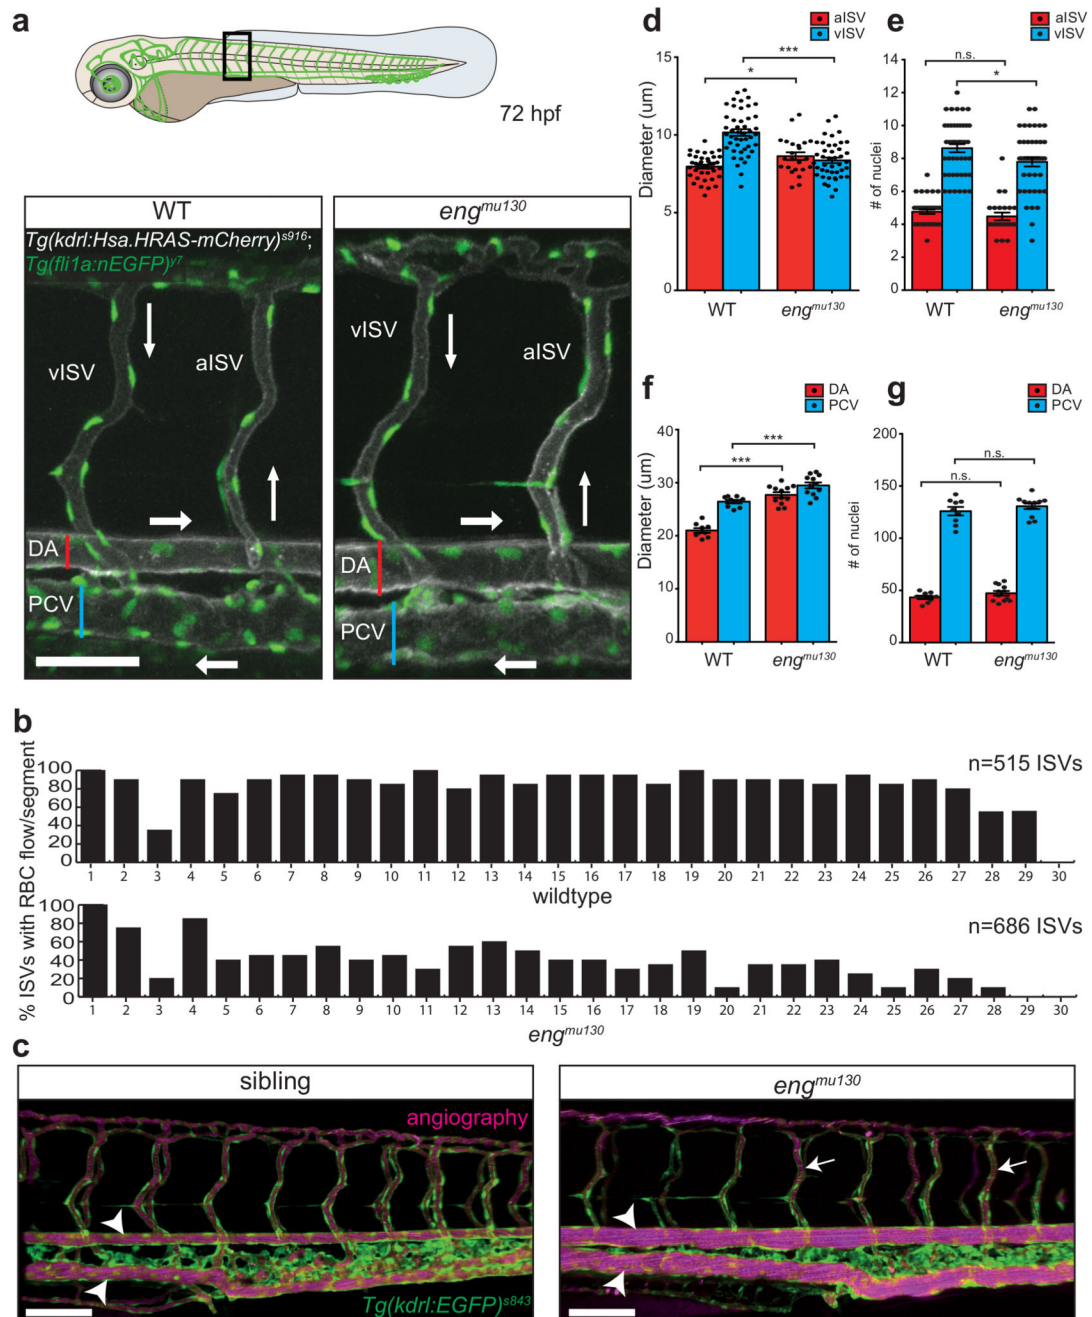 a
72 hpf
WT
eng^mu130
Tg(kdrl:Hsa.HRAS-mCherry)^s916;
Tg(fli1a:nEGFP)^y7
vISV
aISV
DA
PCV
vISV
aISV
DA
PCV
d
aISV
vISV
***
*
Diameter (um)
15
10
5
0
WT
eng^mu130
e
aISV
vISV
n.s.
*
# of nuclei
14
12
10
8
6
4
2
0
WT
eng^mu130
f
DA
PCV
***
***
Diameter (um)
40
30
20
10
0
WT
eng^mu130
g
DA
PCV
n.s.
n.s.
# of nuclei
200
150
100
50
0
WT
eng^mu130
b
% ISVs with RBC flow/segment
n=515 ISVs
100
80
60
40
20
0
1 2 3 4 5 6 7 8 9 10 11 12 13 14 15 16 17 18 19 20 21 22 23 24 25 26 27 28 29 30
wildtype
n=686 ISVs
100
80
60
40
20
0
1 2 3 4 5 6 7 8 9 10 11 12 13 14 15 16 17 18 19 20 21 22 23 24 25 26 27 28 29 30
eng^mu130
c
sibling
angiography
Tg(kdrl:EGFP)^s843
eng^mu130